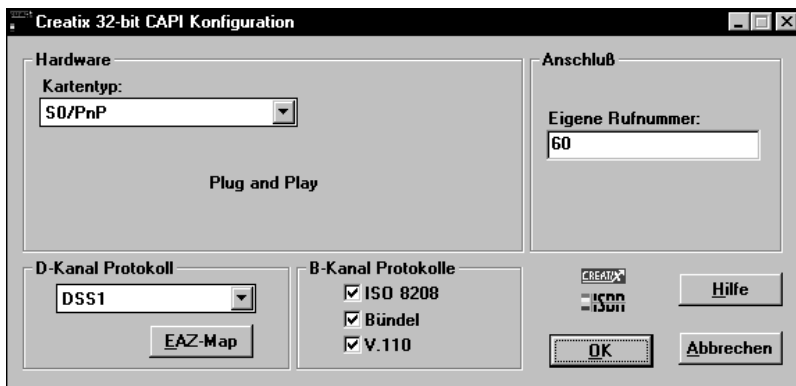 Creatix 32-bit CAPI Konfiguration
Hardware
Kartentyp:
S0/PnP
Plug and Play
Anschluß
Eigene Rufnummer:
60
D-Kanal Protokoll
DSS1
EAZ-Map
B-Kanal Protokolle
ISO 8208
Bündel
V.110
CREATIX
ISDN
Hilfe
OK
Abbrechen